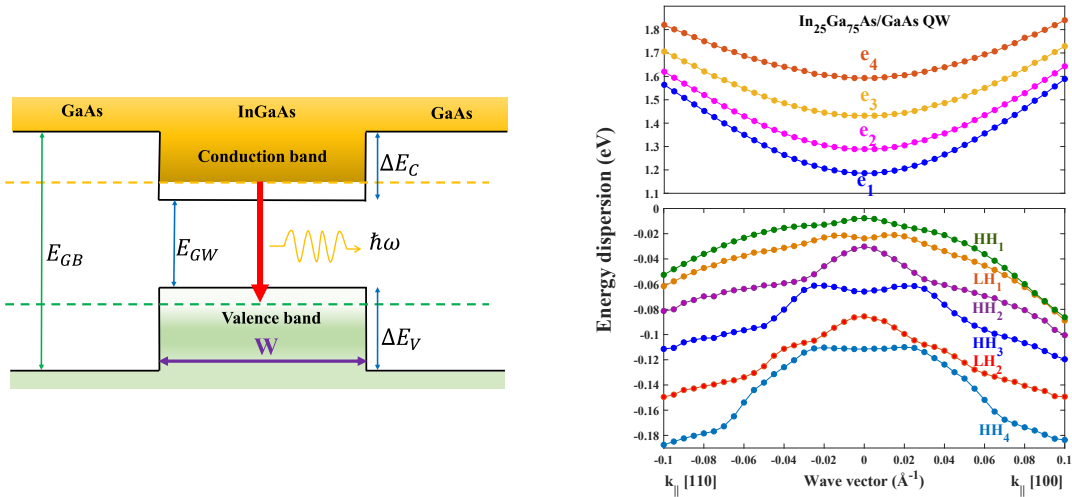 GaAs
InGaAs
GaAs
Conduction band
ΔE_C
E_GB
E_GW
ħω
Valence band
W
ΔE_V
In25Ga75As/GaAs QW
e4
e3
e2
e1
1.8
1.7
1.6
1.5
1.4
1.3
1.2
1.1
Energy dispersion (eV)
0
-0.02
-0.04
-0.06
-0.08
-0.1
-0.12
-0.14
-0.16
-0.18
HH1
LH1
HH2
HH3
LH2
HH4
-0.1 -0.08 -0.06 -0.04 -0.02 0 0.02 0.04 0.06 0.08 0.1
k|| [110] Wave vector (Å-1) k|| [100]